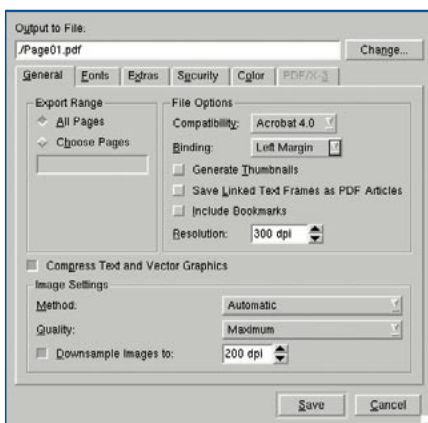 Output to File:
./Page01.pdf Change...
General Fonts Extras Security Color PDF/X-3
Export Range File Options
All Pages Compatibility: Acrobat 4.0
Choose Pages Binding: Left Margin
Generate Thumbnails
Save Linked Text Frames as PDF Articles
Include Bookmarks
Resolution: 300 dpi
Compress Text and Vector Graphics
Image Settings
Method: Automatic
Quality: Maximum
Downsample Images to: 200 dpi
Save Cancel